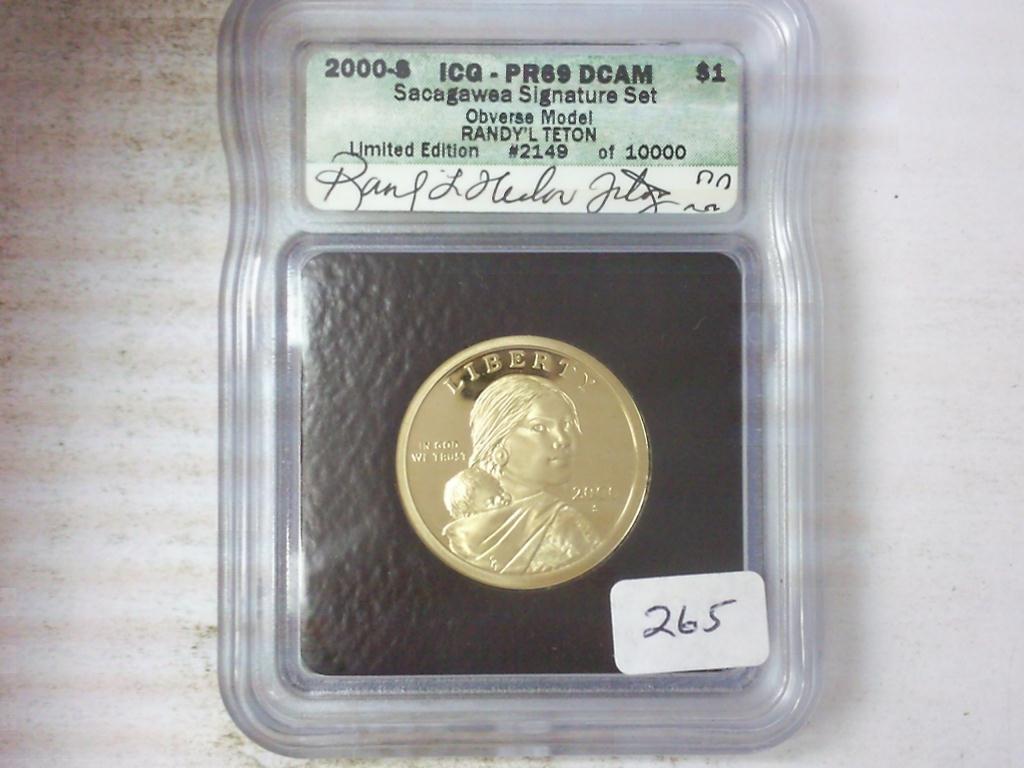 2000-S ICG - PR69 DCAM $1
Sacagawea Signature Set
Obverse Model
RANDY'L TETON
Limited Edition #2149 of 10000
LIBERTY
IN GOD
WE TRUST
S
265